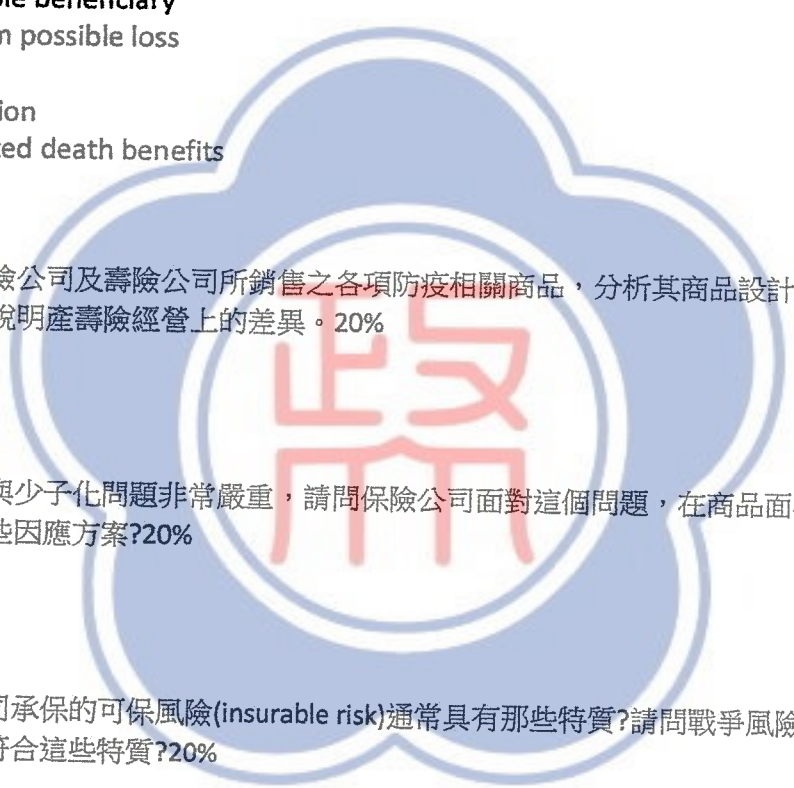 ble beneficiary
m possible loss
ion
ted death benefits
險公司及壽險公司所銷售之各項防疫相關商品，分析其商品設計
說明產壽險經營上的差異。20%
與少子化問題非常嚴重，請問保險公司面對這個問題，在商品面
些因應方案?20%
司承保的可保風險(insurable risk)通常具有那些特質?請問戰爭風險
符合這些特質?20%